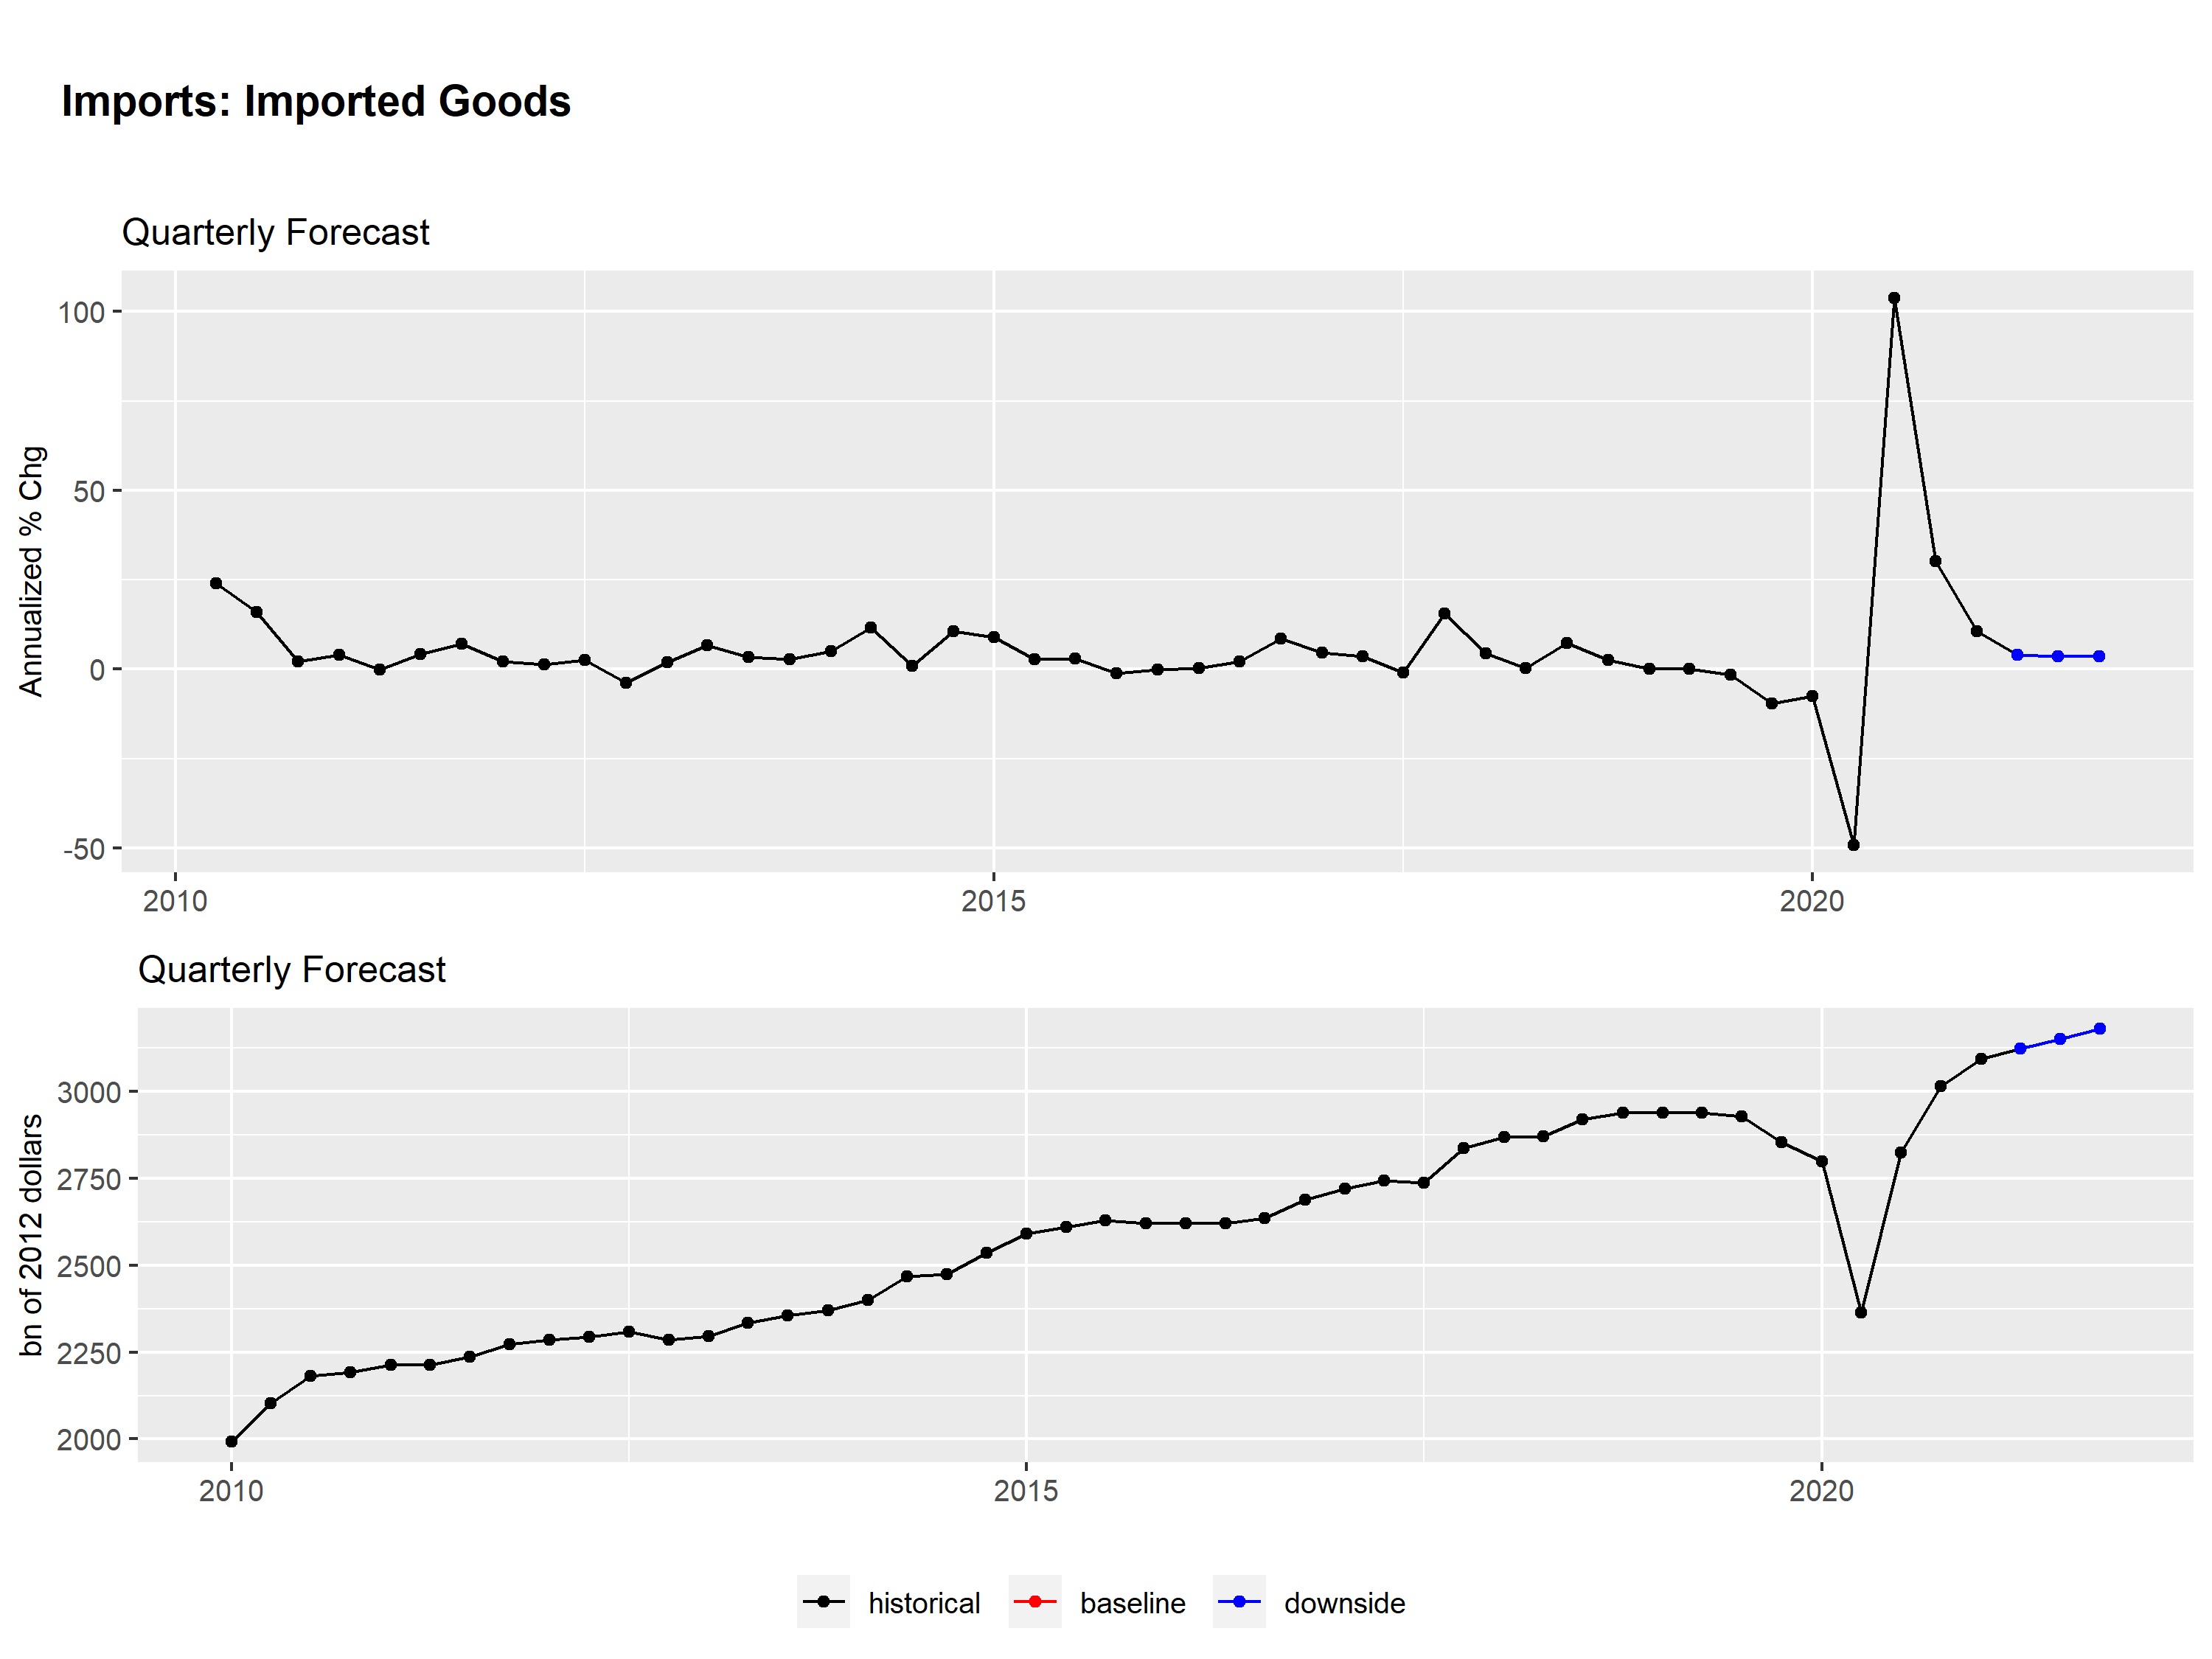 Imports: Imported Goods
Quarterly Forecast
Annualized % Chg
100
50
0
-50
2010 2015 2020
Quarterly Forecast
bn of 2012 dollars
3000
2750
2500
2250
2000
2010 2015 2020
historical baseline downside